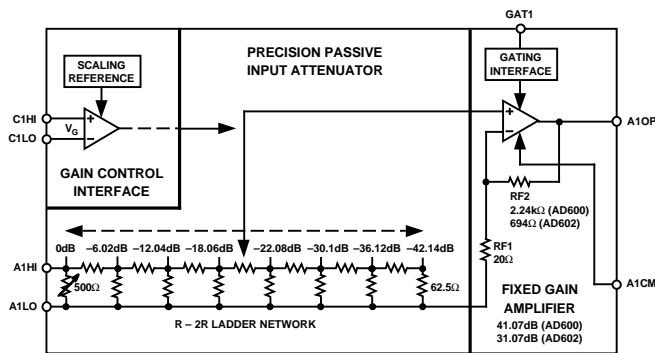 GAT1
PRECISION PASSIVE
INPUT ATTENUATOR
SCALING
REFERENCE
GATING
INTERFACE
C1HI
C1LO
VG
+
–
+
–
A1OP
GAIN CONTROL
INTERFACE
RF2
2.24kΩ (AD600)
694Ω (AD602)
0dB –6.02dB –12.04dB –18.06dB –22.08dB –30.1dB –36.12dB –42.14dB
RF1
20Ω
A1HI
500Ω
62.5Ω
A1CM
A1LO
R – 2R LADDER NETWORK
FIXED GAIN
AMPLIFIER
41.07dB (AD600)
31.07dB (AD602)